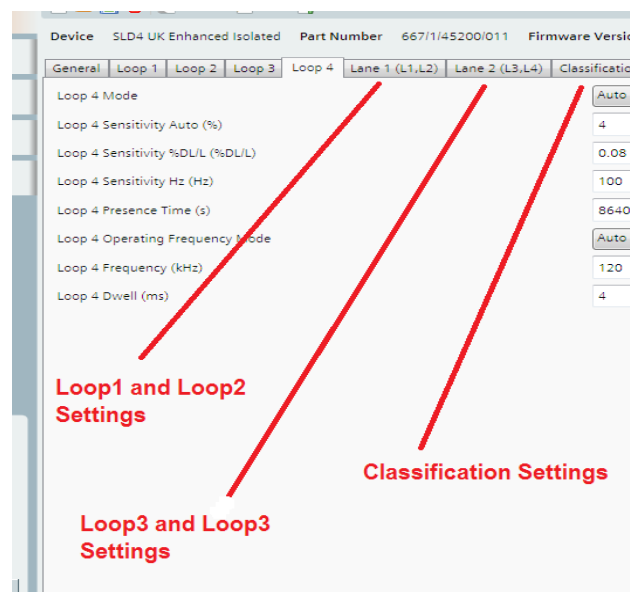 Device SLD4 UK Enhanced Isolated Part Number 667/1/45200/011 Firmware Versio
General Loop 1 Loop 2 Loop 3 Loop 4 Lane 1 (L1,L2) Lane 2 (L3,L4) Classificatio
Loop 4 Mode Auto
Loop 4 Sensitivity Auto (%) 4
Loop 4 Sensitivity %DL/L (%DL/L) 0.08
Loop 4 Sensitivity Hz (Hz) 100
Loop 4 Presence Time (s) 8640
Loop 4 Operating Frequency Mode Auto
Loop 4 Frequency (kHz) 120
Loop 4 Dwell (ms) 4
Loop1 and Loop2
Settings
Classification Settings
Loop3 and Loop3
Settings